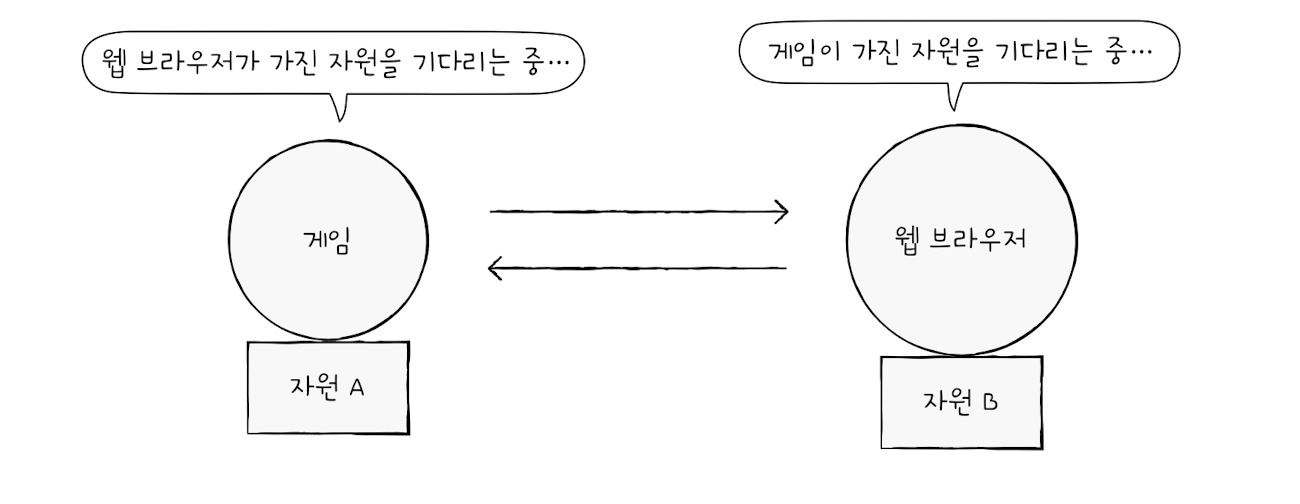 웹 브라우저가 가진 자원을 기다리는 중…
게임이 가진 자원을 기다리는 중…
게임
웹 브라우저
자원 A
자원 B